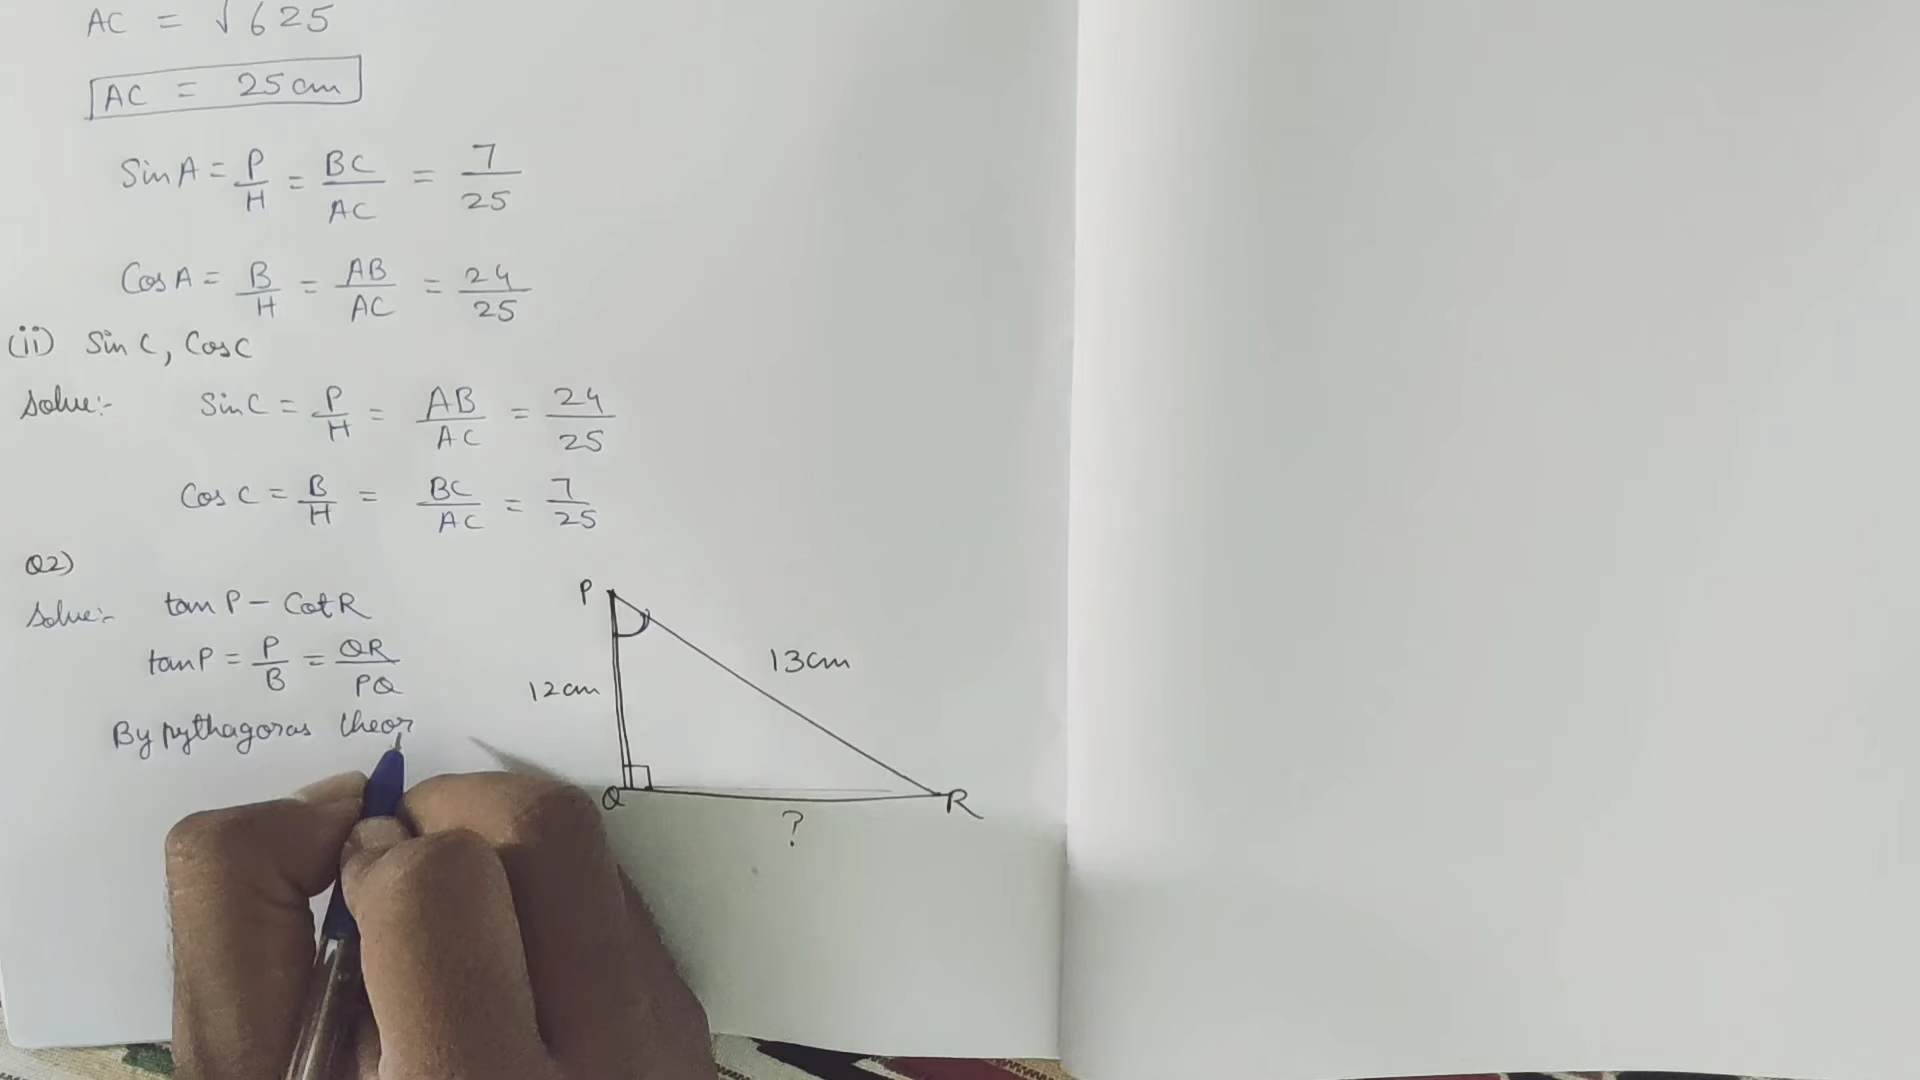 AC = √625
AC = 25cm
Sin A = P/H = BC/AC = 7/25
Cos A = B/H = AB/AC = 24/25
(ii) Sin C, Cos C
Solve:- Sin C = P/H = AB/AC = 24/25
Cos C = B/H = BC/AC = 7/25
Q2)
Solve:- tan P - Cot R
tan P = P/B = QR/PQ
By pythagoras theor
P
13cm
12cm
Q
R
?